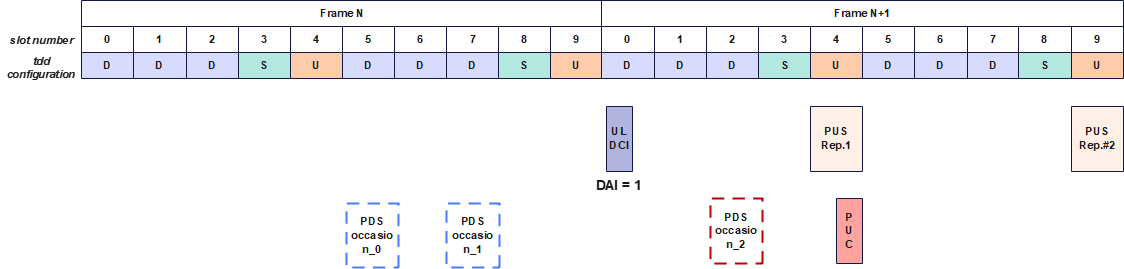 Frame N Frame N+1
slot number 0 1 2 3 4 5 6 7 8 9 0 1 2 3 4 5 6 7 8 9
tdd
configuration D D D S U D D D S U D D D S U D D D S U
UL
DCI
DAI = 1
PUS
Rep.1
PUS
Rep.#2
PDS
occasio
n_0
PDS
occasio
n_1
PDS
occasio
n_2
P
U
C